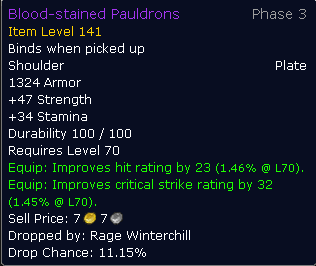 Blood-stained Pauldrons Phase 3
Item Level 141
Binds when picked up
Shoulder Plate
1324 Armor
+47 Strength
+34 Stamina
Durability 100 / 100
Requires Level 70
Equip: Improves hit rating by 23 (1.46% @ L70).
Equip: Improves critical strike rating by 32
(1.45% @ L70).
Sell Price: 7 7
Dropped by: Rage Winterchill
Drop Chance: 11.15%